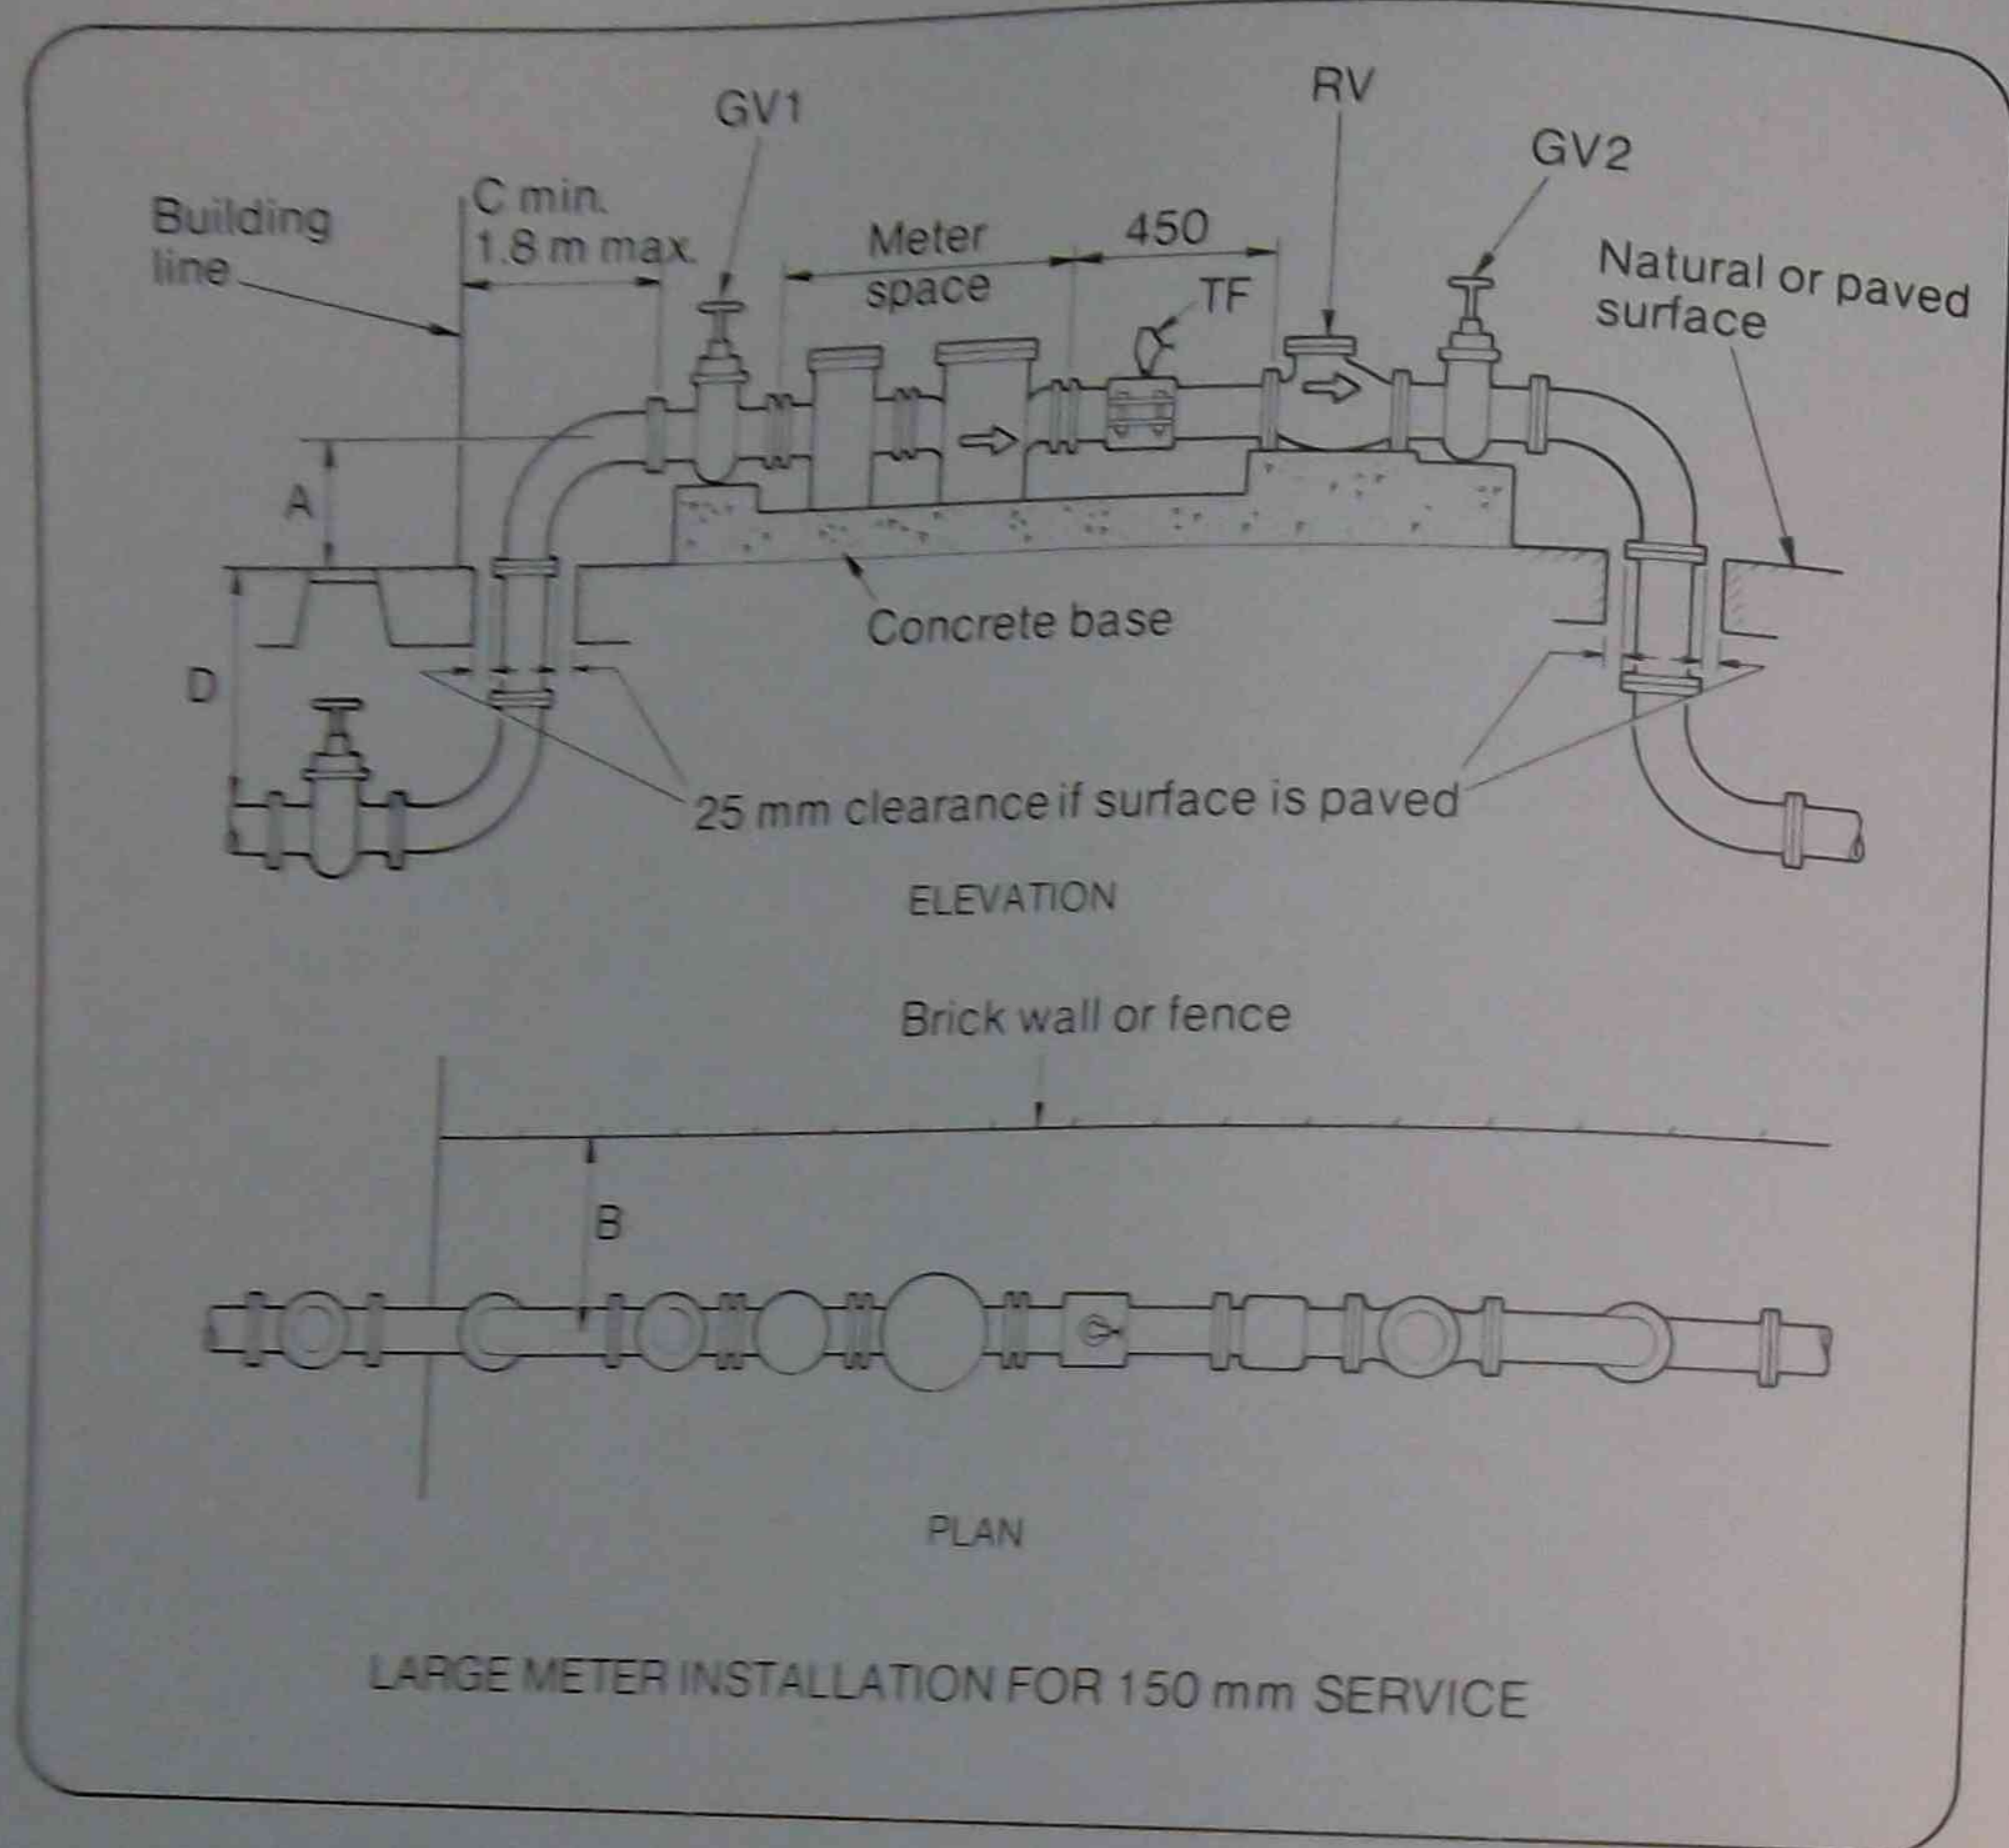 GV1
RV
GV2
Building
line
C min.
1.8 m max.
Meter
space
450
TF
Natural or paved
surface
A
D
Concrete base
25 mm clearance if surface is paved
ELEVATION
Brick wall or fence
B
PLAN
LARGE METER INSTALLATION FOR 150 mm SERVICE